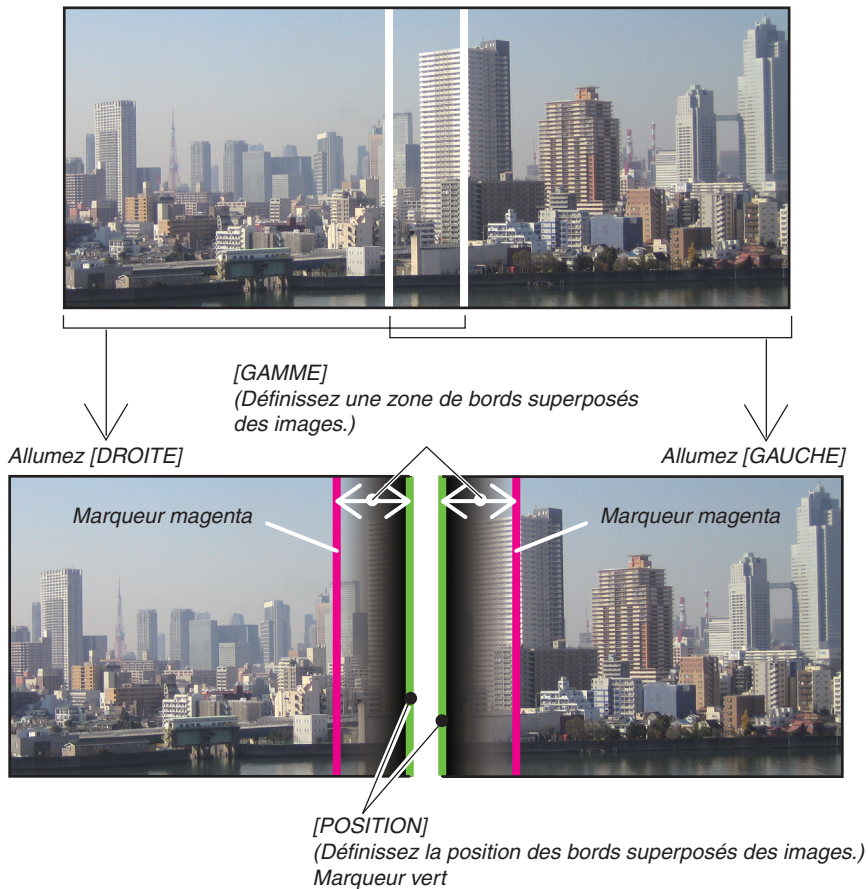 [GAMME]
(Définissez une zone de bords superposés
des images.)
Allumez [DROITE]
Allumez [GAUCHE]
Marqueur magenta
Marqueur magenta
[POSITION]
(Définissez la position des bords superposés des images.)
Marqueur vert